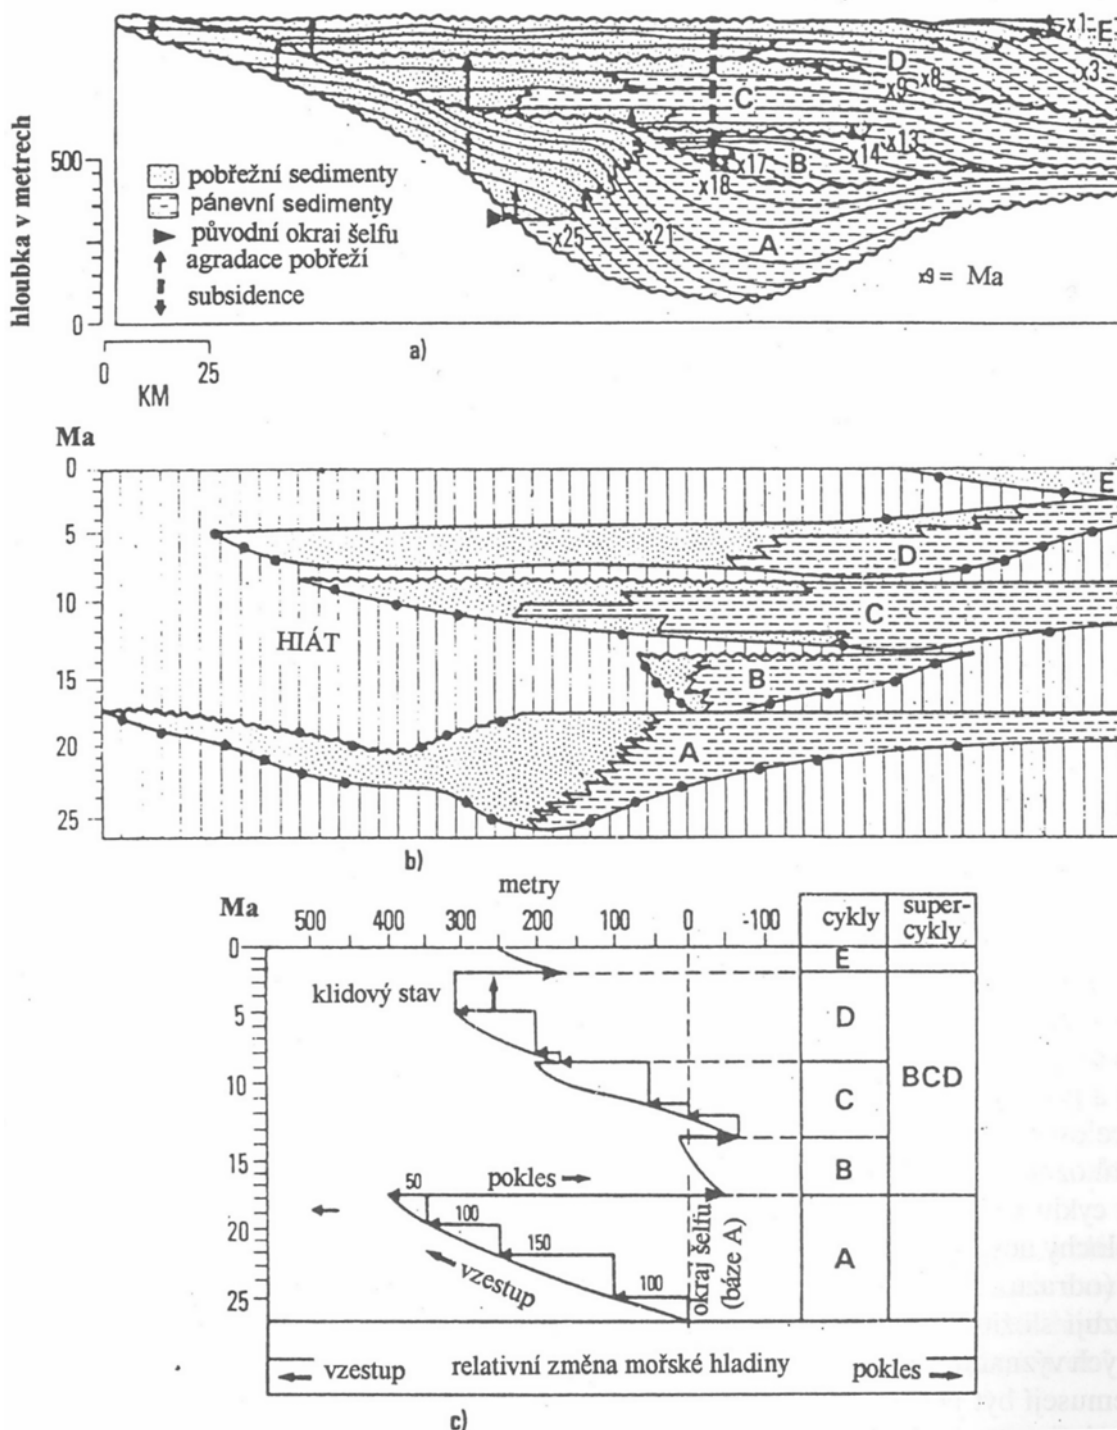 hloubka v metrech
500
0
pobřežní sedimenty
pánevní sedimenty
původní okraj šelfu
agradace pobřeží
subsidence
x1
E
x3
D
x8
x9
C
x13
x14
B
x17
x18
x21
x25
A
x9 = Ma
a)
0 25
KM
Ma
0
5
10
15
20
25
E
D
C
HIÁT
B
A
b)
metry
Ma
500 400 300 200 100 0 -100
cykly
super-
cykly
0
5
10
15
20
25
klidový stav
E
D
C
B
A
BCD
pokles
50
100
150
100
vzestup
okraj šelfu
(báze A)
vzestup relativní změna mořské hladiny pokles
c)